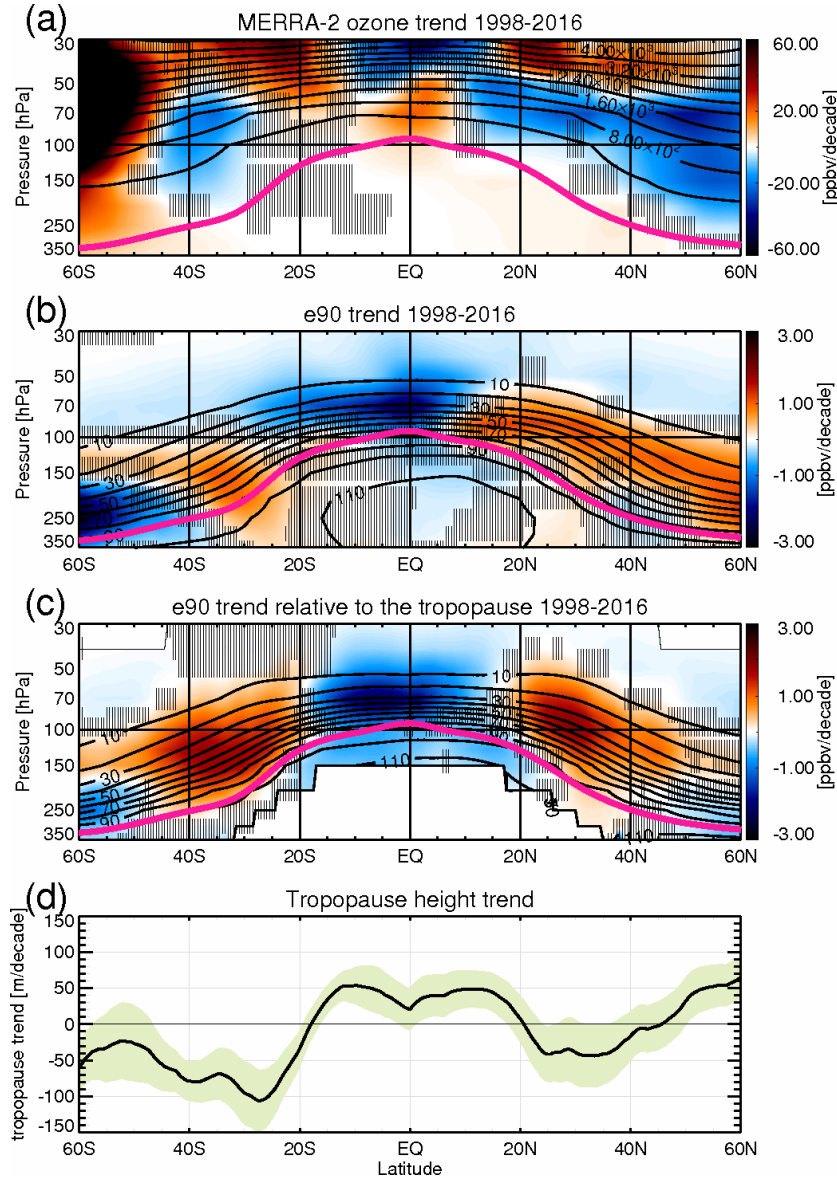 (a)
MERRA-2 ozone trend 1998-2016
30
50
70
100
150
250
350
Pressure [hPa]
1.60×10³
8.00×10²
60S 40S 20S EQ 20N 40N 60N
60.00
20.00
-20.00
-60.00
[ppbv/decade]
(b)
e90 trend 1998-2016
30
50
70
100
150
250
350
Pressure [hPa]
10
30
50
90
110
10
30
50
60S 40S 20S EQ 20N 40N 60N
3.00
1.00
-1.00
-3.00
[ppbv/decade]
(c)
e90 trend relative to the tropopause 1998-2016
30
50
70
100
150
250
350
Pressure [hPa]
10
30
110
10
30
50
90
110
60S 40S 20S EQ 20N 40N 60N
3.00
1.00
-1.00
-3.00
[ppbv/decade]
(d)
Tropopause height trend
150
100
50
0
-50
-100
-150
tropopause trend [m/decade]
60S 40S 20S EQ 20N 40N 60N
Latitude